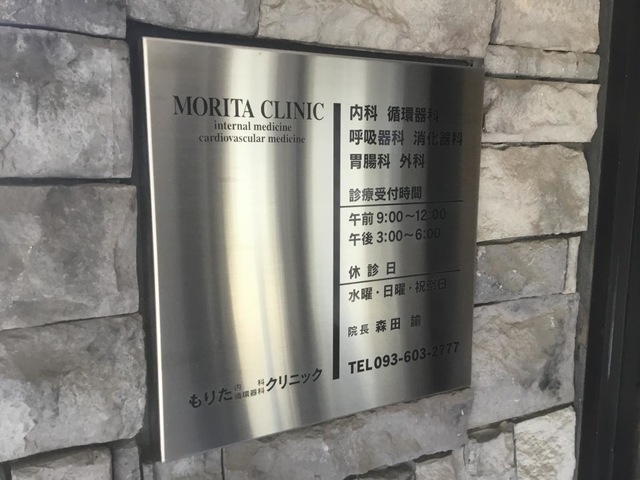 MORITA CLINIC
internal medicine
cardiovascular medicine
もりた内科循環器科クリニック
内科 循環器科
呼吸器科 消化器科
胃腸科 外科
診療受付時間
午前 9:00～12:00
午後 3:00～6:00
休診日
水曜・日曜・祝祭日
院長 森田 諭
TEL 093-603-2777